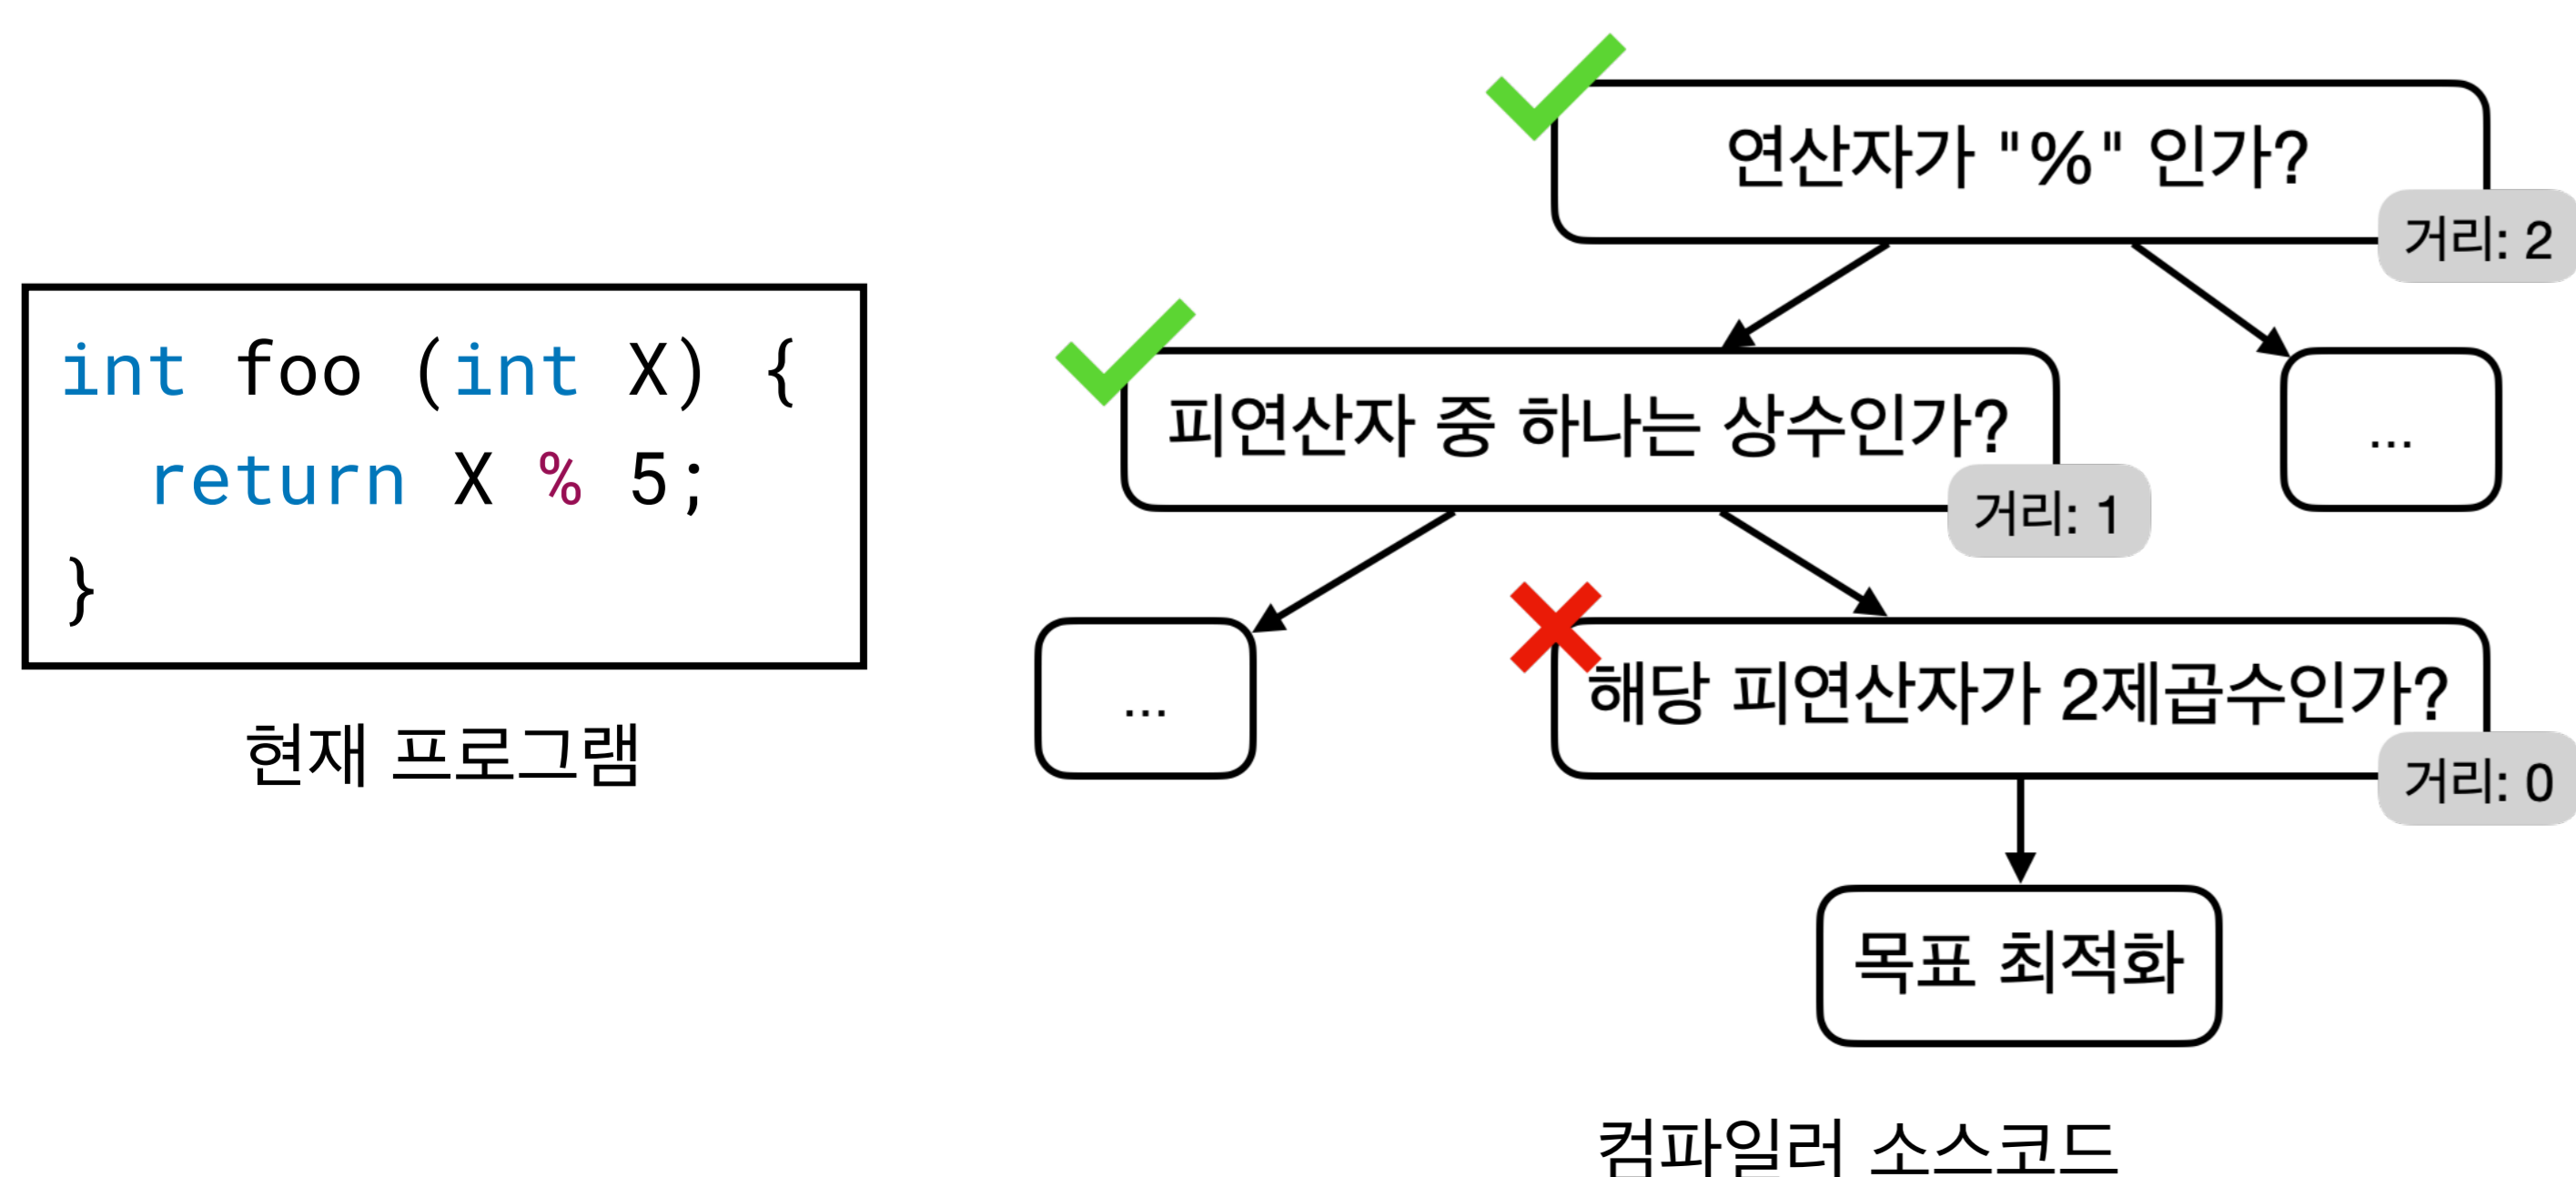 int foo (int X) {
return X % 5;
}
현재 프로그램
연산자가 "%" 인가?
거리: 2
피연산자 중 하나는 상수인가?
거리: 1
...
...
해당 피연산자가 2제곱수인가?
거리: 0
목표 최적화
컴파일러 소스코드